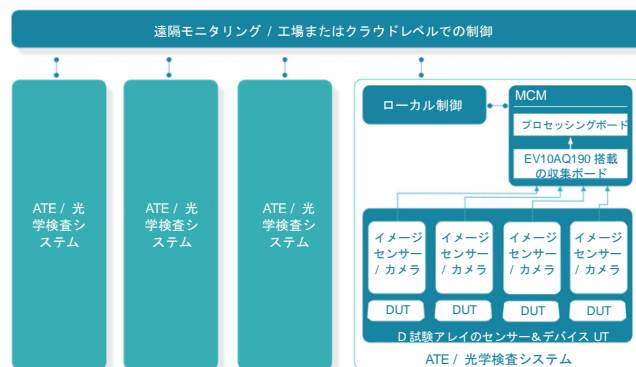 遠隔モニタリング / 工場またはクラウドレベルでの制御
ATE / 光
学検査シ
ステム
ATE / 光
学検査シ
ステム
ATE / 光
学検査シ
ステム
ローカル制御
MCM
プロセッシングボード
EV10AQ190 搭載
の収集ボード
イメージ
センサー
/ カメラ
イメージ
センサー
/ カメラ
イメージ
センサー
/ カメラ
イメージ
センサー
/ カメラ
DUT
DUT
DUT
DUT
D 試験アレイのセンサー&デバイス UT
ATE / 光学検査システム